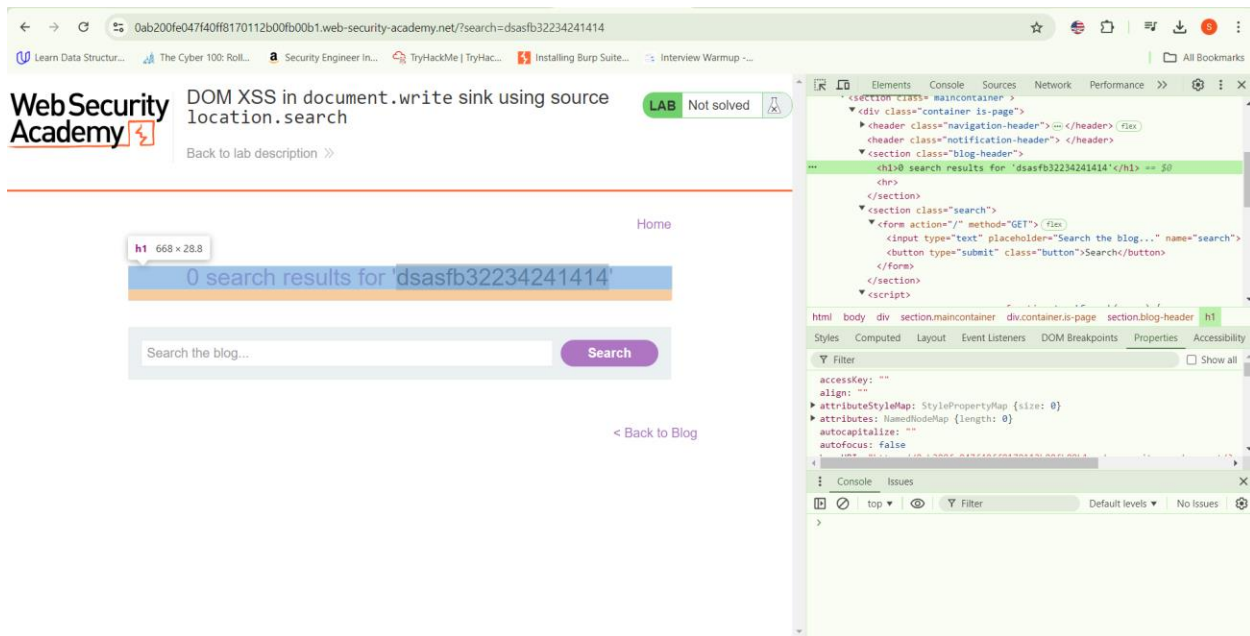 0ab200fe047f40ff8170112b00fb00b1.web-security-academy.net/?search=dsasfb32234241414
S
Learn Data Structur... The Cyber 100: Roll... Security Engineer In... TryHackMe | TryHac... Installing Burp Suite... Interview Warmup -... All Bookmarks
WebSecurity
Academy
DOM XSS in document.write sink using source
location.search
LAB Not solved
Back to lab description
Home
h1 668 × 28.8
0 search results for 'dsasfb32234241414'
Search the blog...
Search
< Back to Blog
Elements Console Sources Network Performance
<section class="maincontainer">
<div class="container is-page">
<header class="navigation-header"> … </header> flex
<header class="notification-header"> </header>
<section class="blog-header">
<h1>0 search results for 'dsasfb32234241414'</h1> == $0
<hr>
</section>
<section class="search">
<form action="/" method="GET"> flex
<input type="text" placeholder="Search the blog..." name="search">
<button type="submit" class="button">Search</button>
</form>
</section>
<script>
html body div section.maincontainer div.container.is-page section.blog-header h1
Styles Computed Layout Event Listeners DOM Breakpoints Properties Accessibility
Filter Show all
accessKey: ""
align: ""
attributeStyleMap: StylePropertyMap {size: 0}
attributes: NamedNodeMap {length: 0}
autocapitalize: ""
autofocus: false
Console Issues
top Filter Default levels No Issues